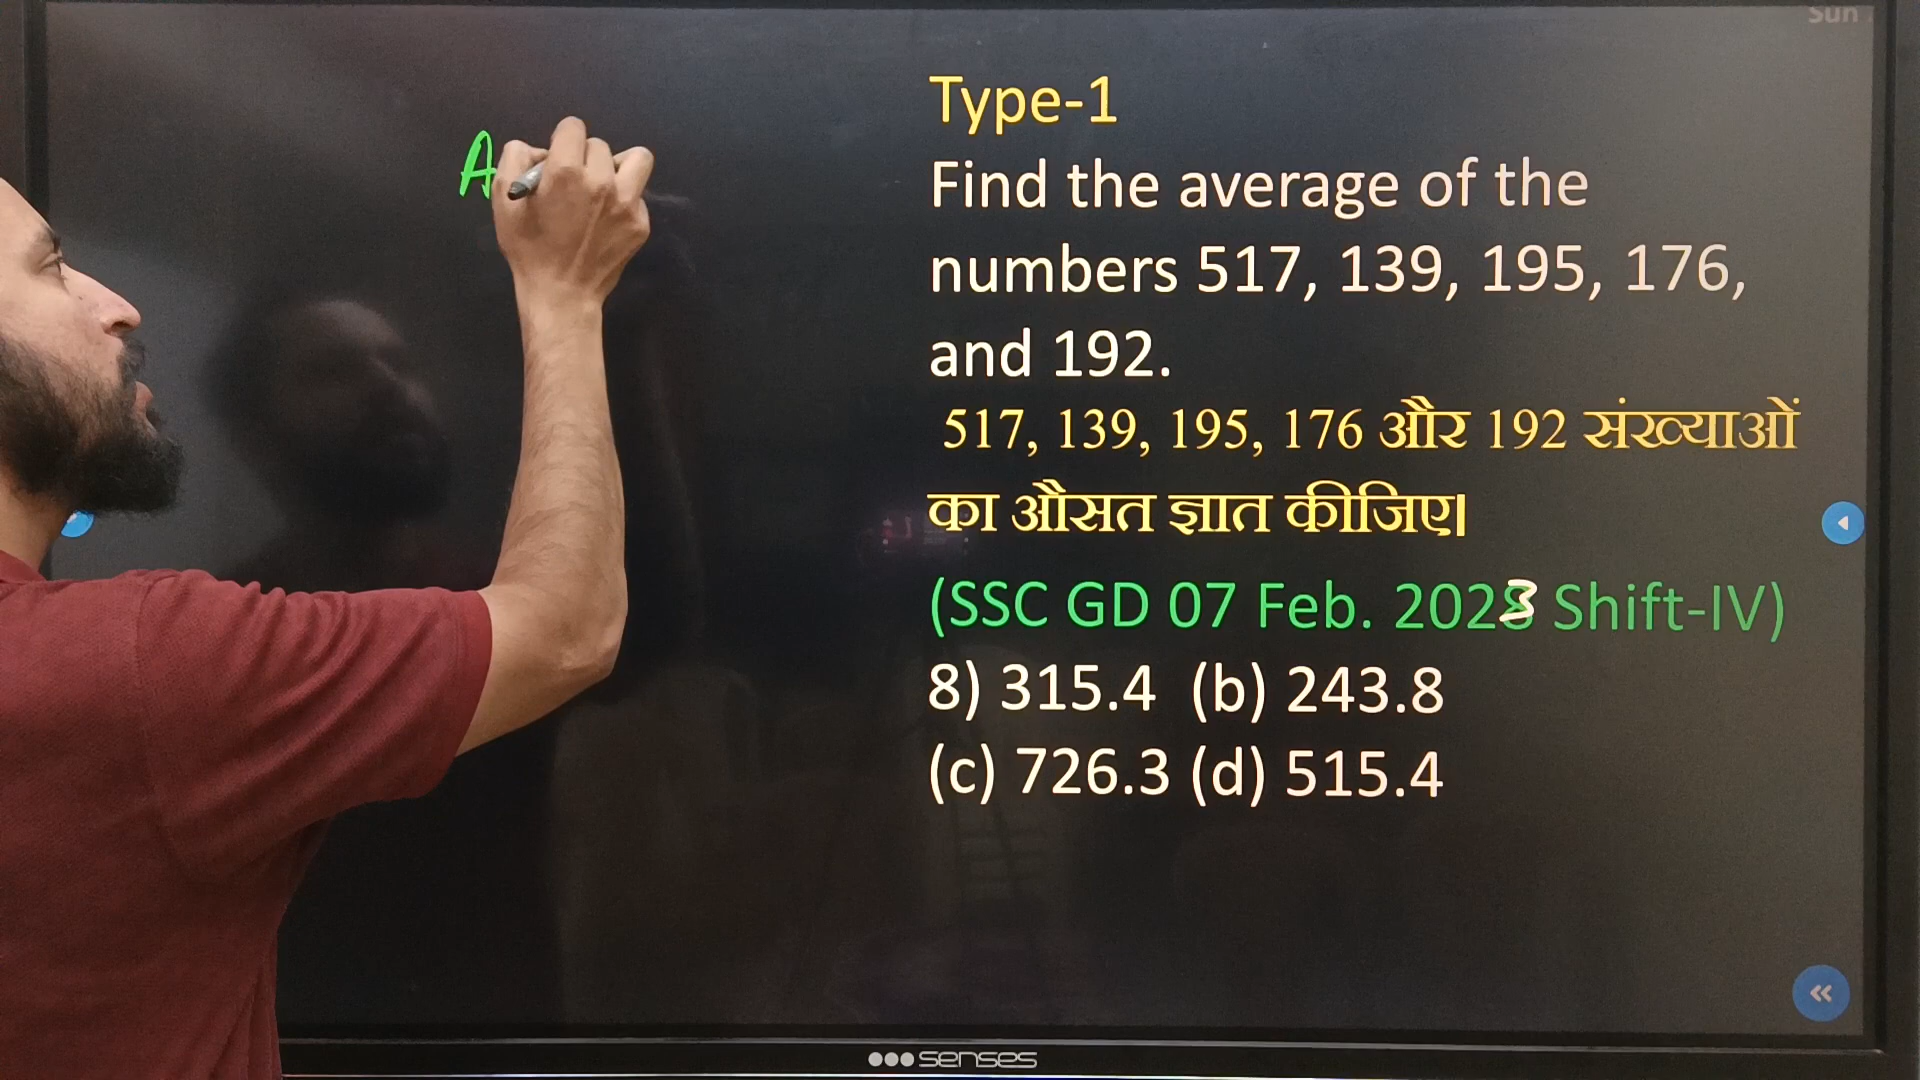 Sun
Type-1
A
Find the average of the
numbers 517, 139, 195, 176,
and 192.
517, 139, 195, 176 और 192 संख्याओं
का औसत ज्ञात कीजिए।
(SSC GD 07 Feb. 2023 Shift-IV)
8) 315.4 (b) 243.8
(c) 726.3 (d) 515.4
senses